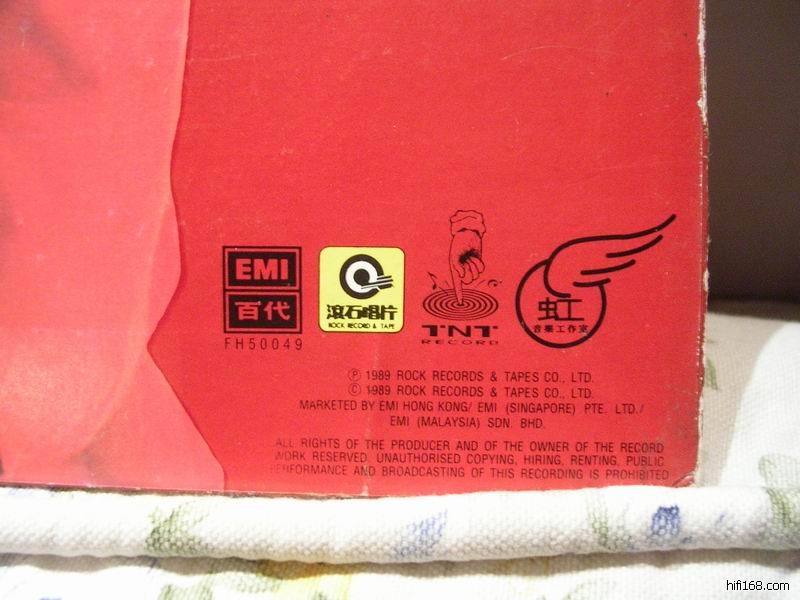 EMI
百代
FH50049
滾石唱片
ROCK RECORD & TAPE
TNT
RECORD
虹
音樂工作室
Ⓟ 1989 ROCK RECORDS & TAPES CO., LTD.
© 1989 ROCK RECORDS & TAPES CO., LTD.
MARKETED BY EMI HONG KONG/ EMI (SINGAPORE) PTE. LTD./
EMI (MALAYSIA) SDN. BHD.
ALL RIGHTS OF THE PRODUCER AND OF THE OWNER OF THE RECORD
WORK RESERVED. UNAUTHORISED COPYING, HIRING, RENTING, PUBLIC
PERFORMANCE AND BROADCASTING OF THIS RECORDING IS PROHIBITED
hifi168.com